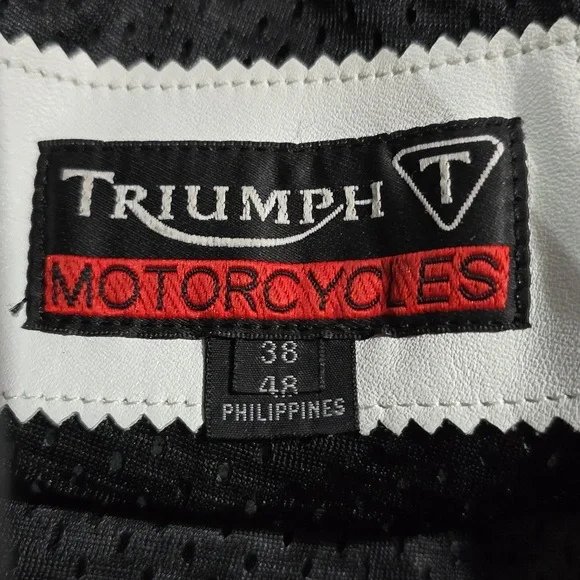 TRIUMPH T
MOTORCYCLES
38
48
PHILIPPINES